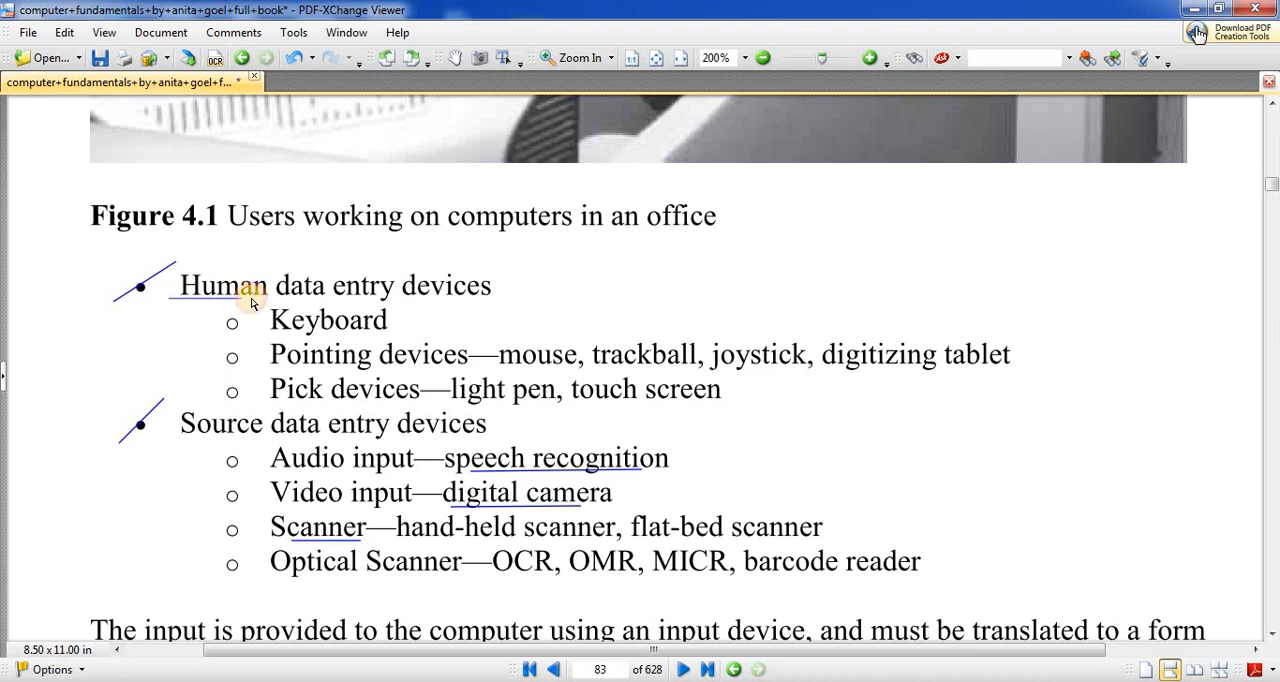 computer+fundamentals+by+anita+goel+full+book* - PDF-XChange Viewer
File Edit View Document Comments Tools Window Help
Download PDF
Creation Tools
Open... OCR Zoom In 200%
computer+fundamentals+by+anita+goel+f... *
Figure 4.1 Users working on computers in an office
• Human data entry devices
o Keyboard
o Pointing devices—mouse, trackball, joystick, digitizing tablet
o Pick devices—light pen, touch screen
• Source data entry devices
o Audio input—speech recognition
o Video input—digital camera
o Scanner—hand-held scanner, flat-bed scanner
o Optical Scanner—OCR, OMR, MICR, barcode reader
The input is provided to the computer using an input device, and must be translated to a form
8.50 x 11.00 in
Options 83 of 628